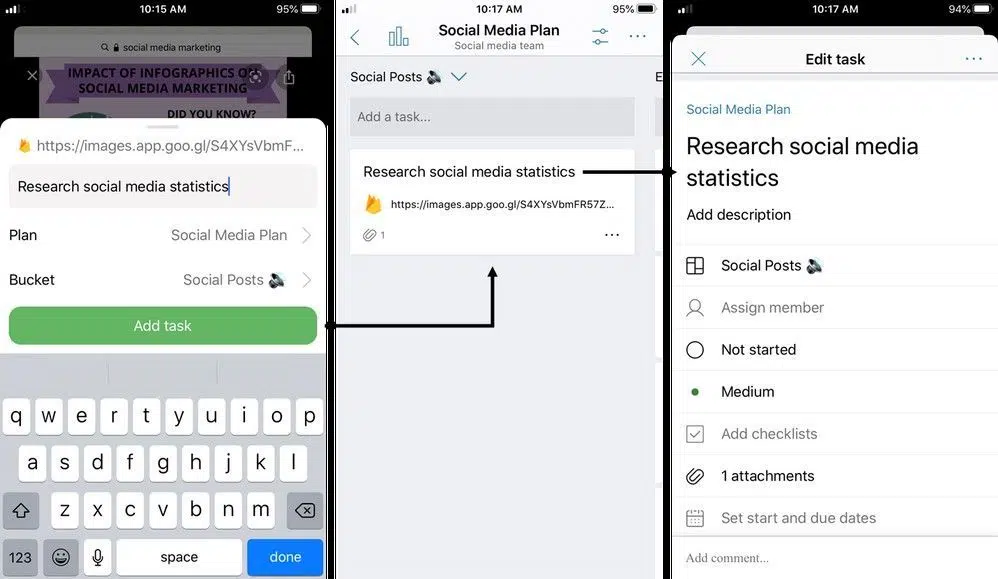 10:15 AM
95%
social media marketing
IMPACT OF INFOGRAPHICS O
SOCIAL MEDIA MARKETING
DID YOU KNOW?
https://images.app.goo.gl/S4XYsVbmF...
Research social media statistics
Plan
Social Media Plan
Bucket
Social Posts
Add task
q w e r t y u i o p
a s d f g h j k l
z x c v b n m
123
space
done
10:17 AM
95%
Social Media Plan
Social media team
Social Posts
E
Add a task...
Research social media statistics
https://images.app.goo.gl/S4XYsVbmFR57Z...
1
...
10:17 AM
94%
Edit task
...
Social Media Plan
Research social media
statistics
Add description
Social Posts
Assign member
Not started
Medium
Add checklists
1 attachments
Set start and due dates
Add comment...